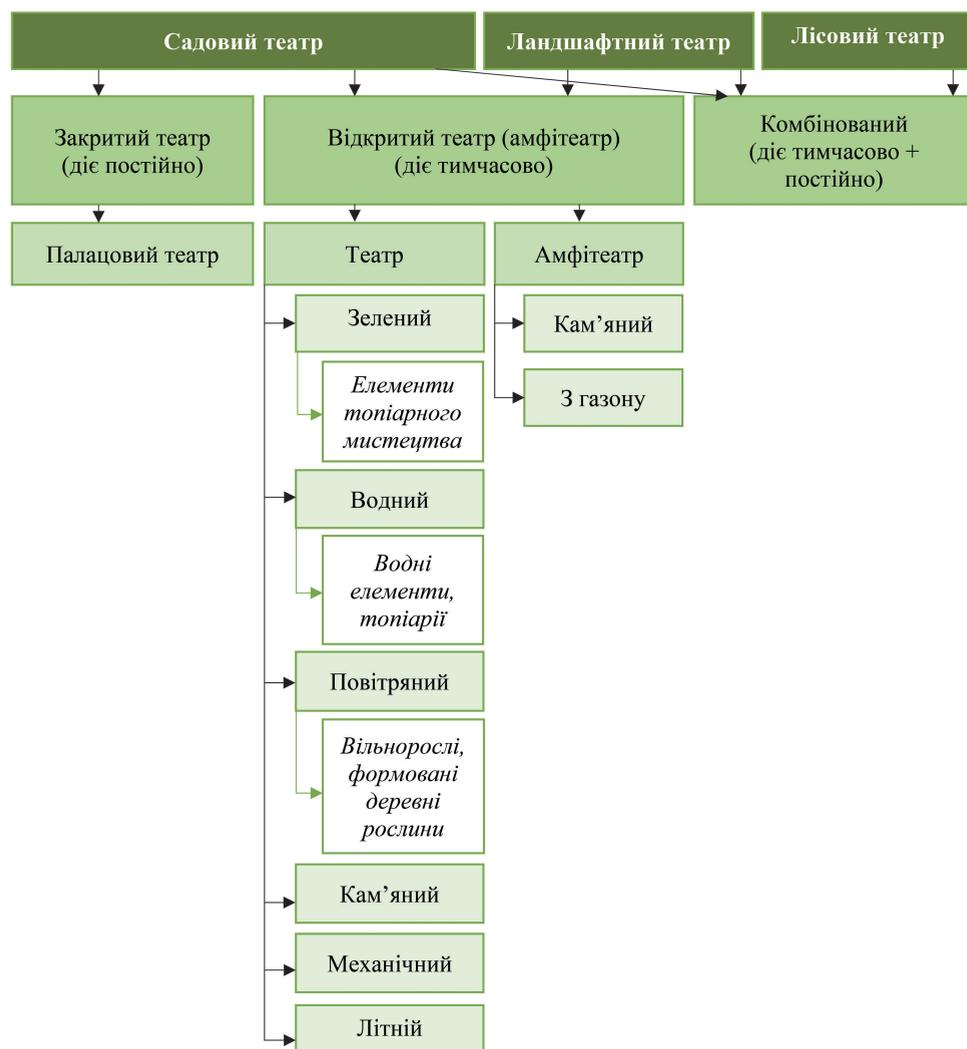 Садовий театр
Ландшафтний театр
Лісовий театр
Закритий театр
(діє постійно)
Відкритий театр (амфітеатр)
(діє тимчасово)
Комбінований
(діє тимчасово +
постійно)
Палацовий театр
Театр
Амфітеатр
Зелений
Кам’яний
Елементи
топіарного
мистецтва
З газону
Водний
Водні
елементи,
топіарії
Повітряний
Вільнорослі,
формовані
деревні
рослини
Кам’яний
Механічний
Літній